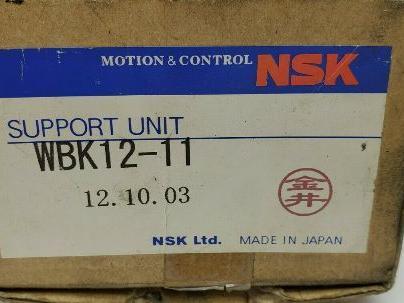 MOTION & CONTROL NSK
SUPPORT UNIT
WBK12-11
12.10.03
金井
NSK Ltd. MADE IN JAPAN